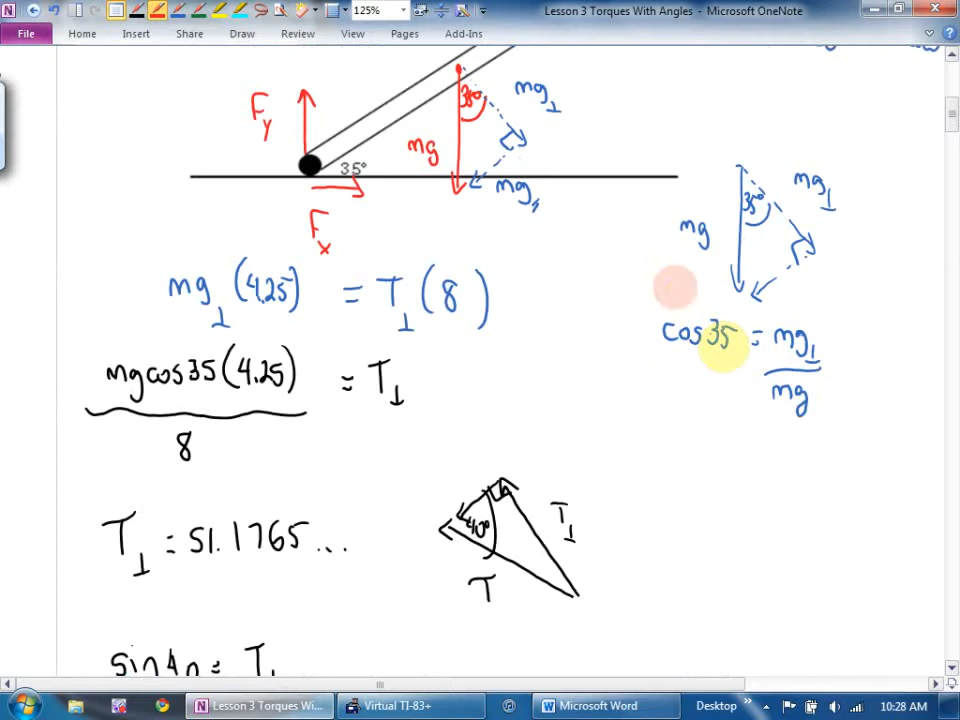 Lesson 3 Torques With Angles - Microsoft OneNote
125%
File Home Insert Share Draw Review View Pages Add-Ins
Fy
35°
mg⊥
mg
35°
mg∥
Fx
35°
mg
mg⊥
mg⊥(4.25) = T⊥(8)
cos35 = mg⊥/mg
mgcos35(4.25)/8 = T⊥
T⊥ = 51.1765...
40°
T⊥
T
sin40 = T
Lesson 3 Torques Wi... Virtual TI-83+ Microsoft Word Desktop 10:28 AM